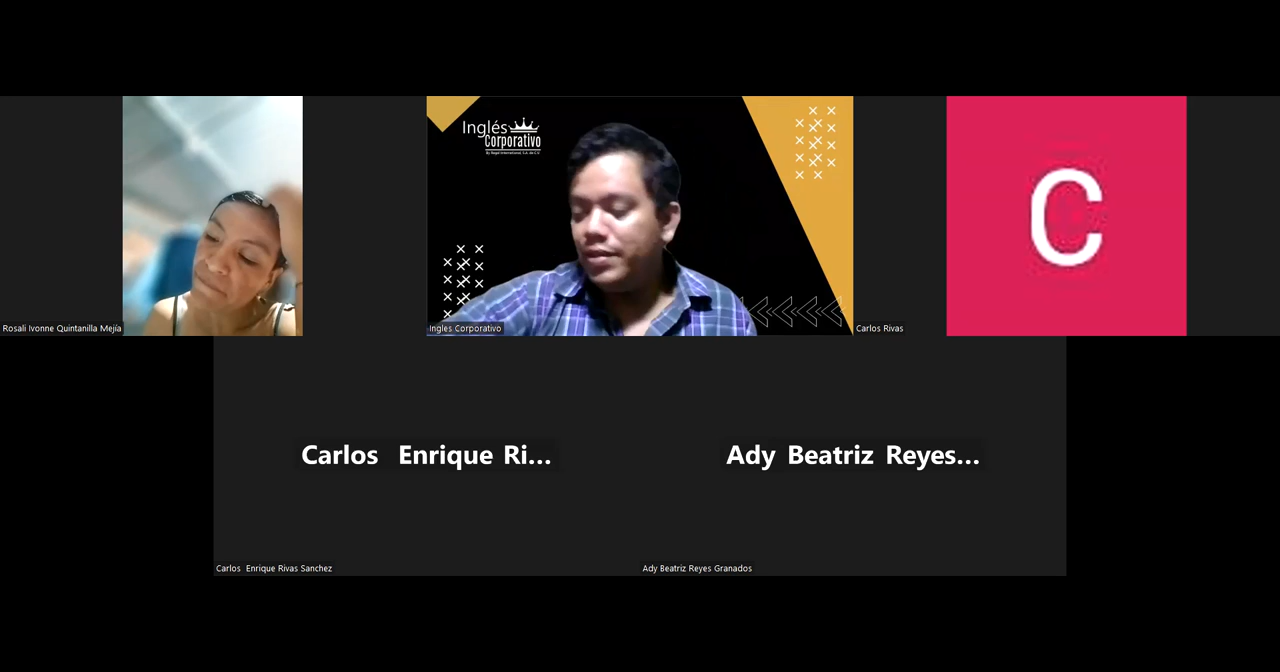 Inglés
Corporativo
Rosali Ivonne Quintanilla Mejía
Ingles Corporativo
Carlos Rivas
C
Carlos Enrique Ri...
Ady Beatriz Reyes...
Carlos Enrique Rivas Sanchez
Ady Beatriz Reyes Granados